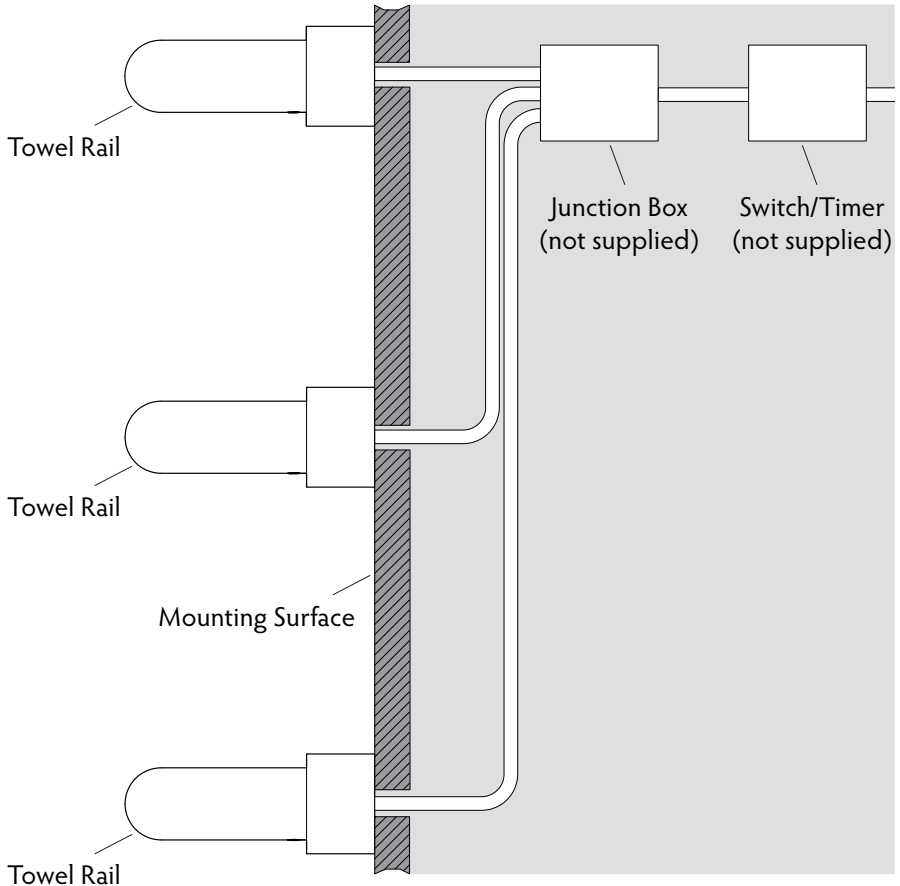 Towel Rail
Junction Box
(not supplied)
Switch/Timer
(not supplied)
Towel Rail
Mounting Surface
Towel Rail